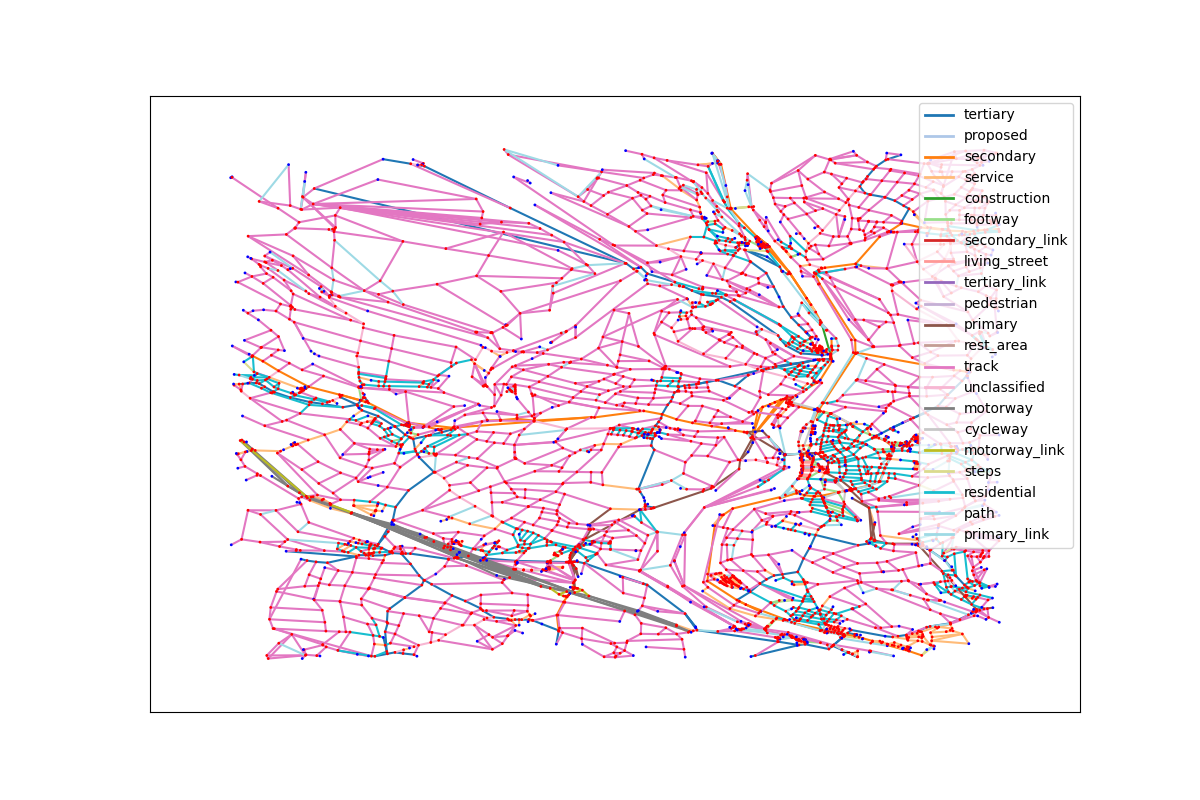 tertiary
proposed
secondary
service
construction
footway
secondary_link
living_street
tertiary_link
pedestrian
primary
rest_area
track
unclassified
motorway
cycleway
motorway_link
steps
residential
path
primary_link